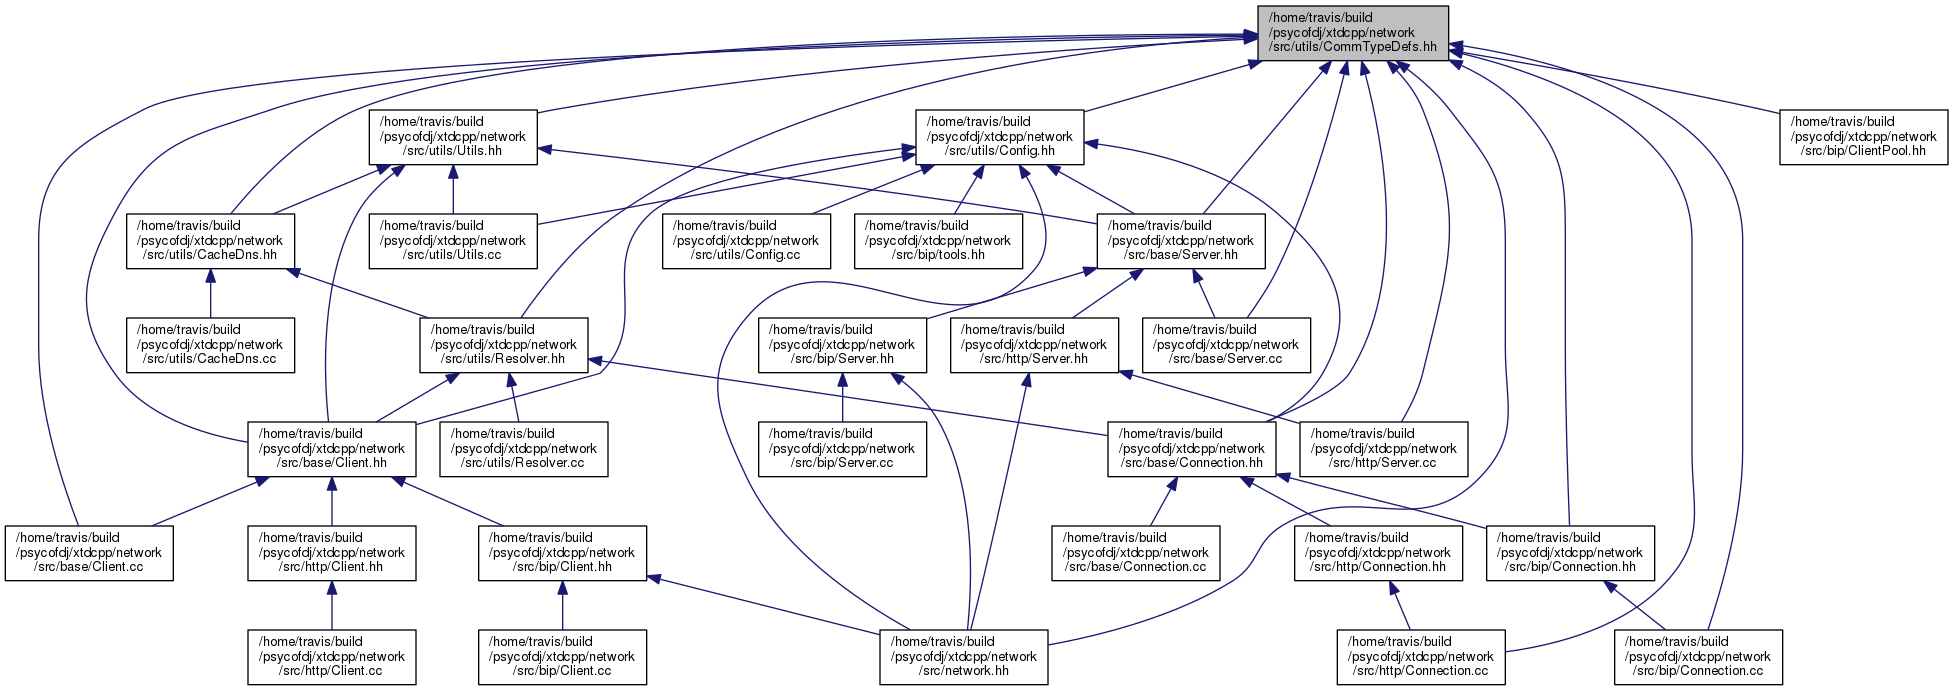 /home/travis/build
/psycofdj/xtdcpp/network
/src/utils/CommTypeDefs.hh
/home/travis/build
/psycofdj/xtdcpp/network
/src/utils/Utils.hh
/home/travis/build
/psycofdj/xtdcpp/network
/src/utils/Config.hh
/home/travis/build
/psycofdj/xtdcpp/network
/src/bip/ClientPool.hh
/home/travis/build
/psycofdj/xtdcpp/network
/src/utils/CacheDns.hh
/home/travis/build
/psycofdj/xtdcpp/network
/src/utils/Utils.cc
/home/travis/build
/psycofdj/xtdcpp/network
/src/utils/Config.cc
/home/travis/build
/psycofdj/xtdcpp/network
/src/bip/tools.hh
/home/travis/build
/psycofdj/xtdcpp/network
/src/base/Server.hh
/home/travis/build
/psycofdj/xtdcpp/network
/src/utils/CacheDns.cc
/home/travis/build
/psycofdj/xtdcpp/network
/src/utils/Resolver.hh
/home/travis/build
/psycofdj/xtdcpp/network
/src/bip/Server.hh
/home/travis/build
/psycofdj/xtdcpp/network
/src/http/Server.hh
/home/travis/build
/psycofdj/xtdcpp/network
/src/base/Server.cc
/home/travis/build
/psycofdj/xtdcpp/network
/src/base/Client.hh
/home/travis/build
/psycofdj/xtdcpp/network
/src/utils/Resolver.cc
/home/travis/build
/psycofdj/xtdcpp/network
/src/bip/Server.cc
/home/travis/build
/psycofdj/xtdcpp/network
/src/base/Connection.hh
/home/travis/build
/psycofdj/xtdcpp/network
/src/http/Server.cc
/home/travis/build
/psycofdj/xtdcpp/network
/src/base/Client.cc
/home/travis/build
/psycofdj/xtdcpp/network
/src/http/Client.hh
/home/travis/build
/psycofdj/xtdcpp/network
/src/bip/Client.hh
/home/travis/build
/psycofdj/xtdcpp/network
/src/base/Connection.cc
/home/travis/build
/psycofdj/xtdcpp/network
/src/http/Connection.hh
/home/travis/build
/psycofdj/xtdcpp/network
/src/bip/Connection.hh
/home/travis/build
/psycofdj/xtdcpp/network
/src/http/Client.cc
/home/travis/build
/psycofdj/xtdcpp/network
/src/bip/Client.cc
/home/travis/build
/psycofdj/xtdcpp/network
/src/network.hh
/home/travis/build
/psycofdj/xtdcpp/network
/src/http/Connection.cc
/home/travis/build
/psycofdj/xtdcpp/network
/src/bip/Connection.cc